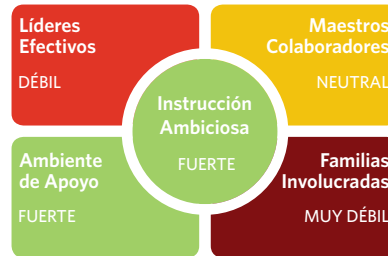 Líderes
Efectivos
DÉBIL
Maestros
Colaboradores
NEUTRAL
Instrucción
Ambiciosa
FUERTE
Ambiente
de Apoyo
FUERTE
Familias
Involucradas
MUY DÉBIL